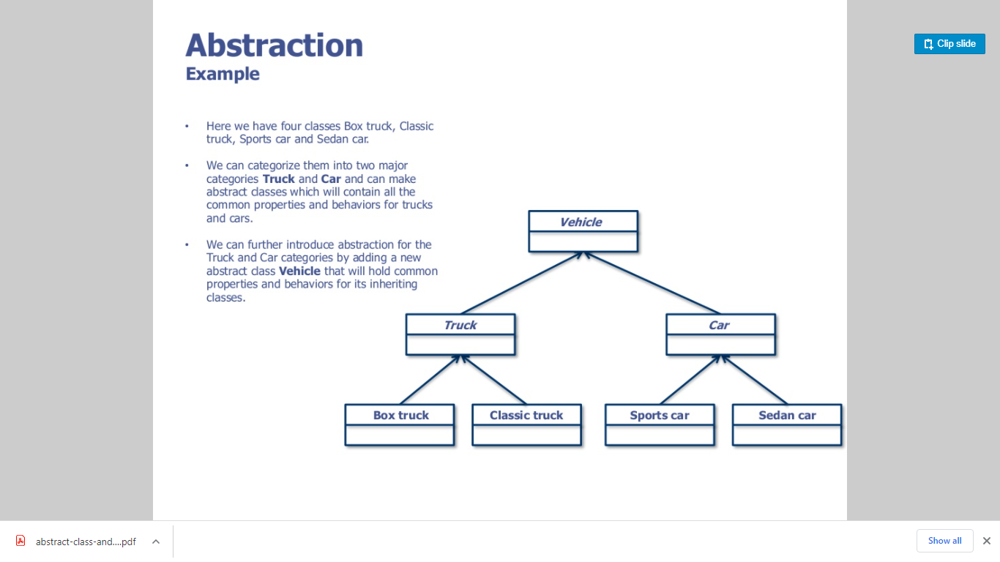 Abstraction
Example
Clip slide
• Here we have four classes Box truck, Classic
truck, Sports car and Sedan car.
• We can categorize them into two major
categories Truck and Car and can make
abstract classes which will contain all the
common properties and behaviors for trucks
and cars.
• We can further introduce abstraction for the
Truck and Car categories by adding a new
abstract class Vehicle that will hold common
properties and behaviors for its inheriting
classes.
Vehicle
Truck
Car
Box truck
Classic truck
Sports car
Sedan car
abstract-class-and....pdf
Show all